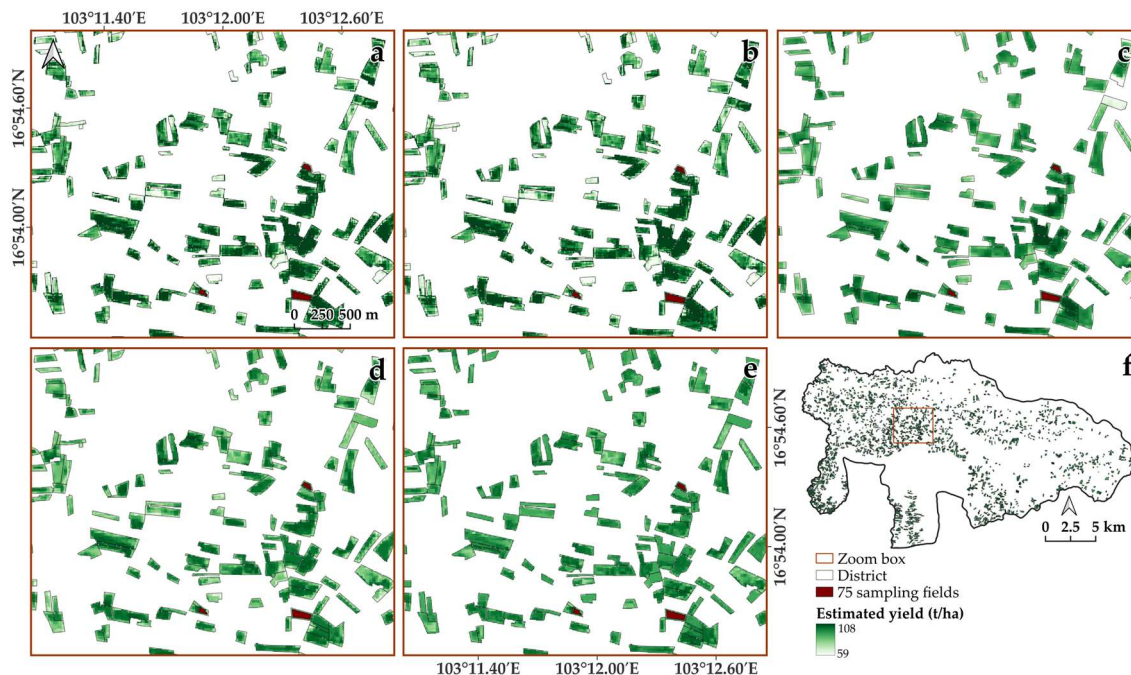 103°11.40′E 103°12.00′E 103°12.60′E
a b c
16°54.60′N
16°54.00′N
0 250 500 m
d e f
16°54.60′N
16°54.00′N
0 2.5 5 km
Zoom box
District
75 sampling fields
Estimated yield (t/ha)
108
59
103°11.40′E 103°12.00′E 103°12.60′E